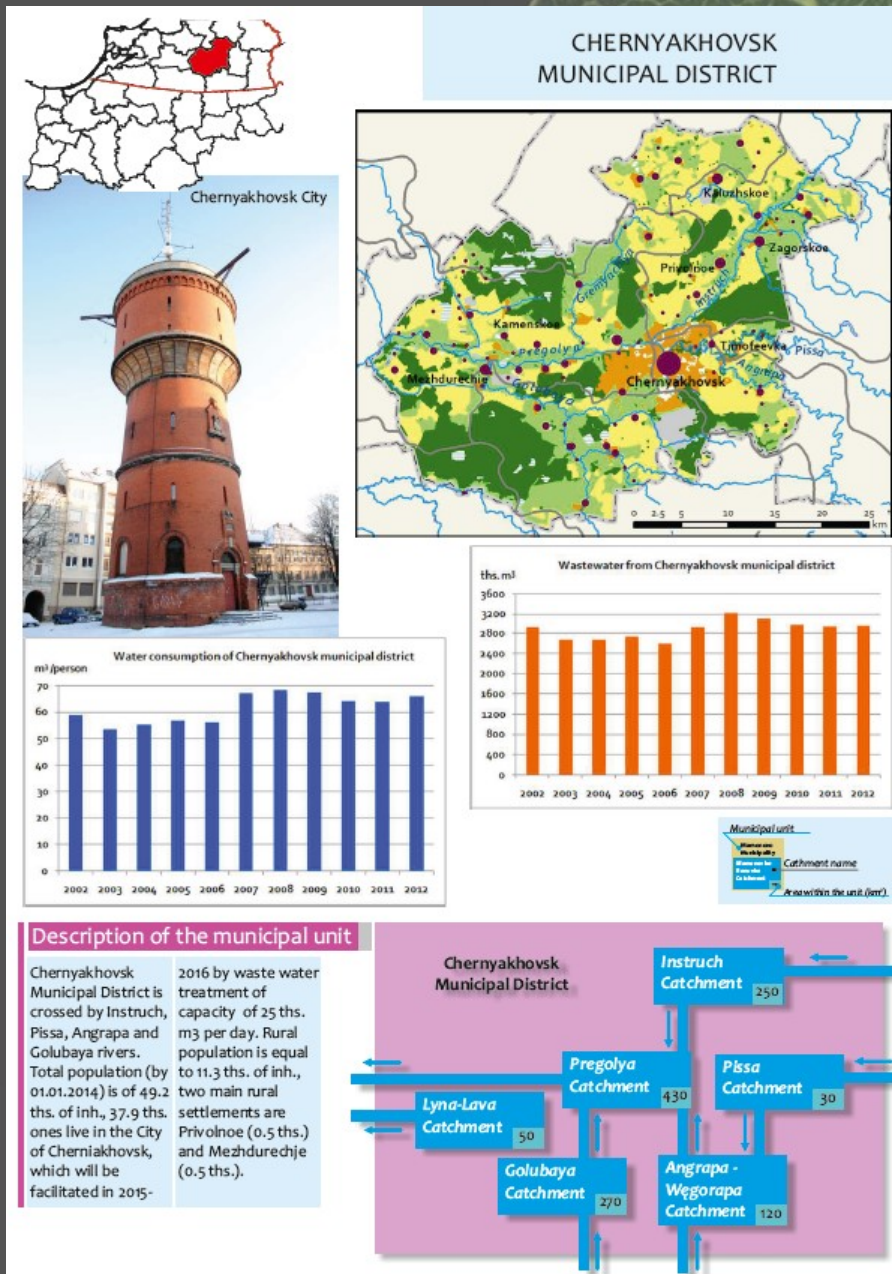 CHERNYAKHOVSK
MUNICIPAL DISTRICT
Chernyakhovsk City
Kaluzhskoe
Zagorskoe
Privolnoe
Instruch
Gremyachya
Kamenskoe
Pregolya
Timofeevka
Pissa
Angrapa
Mezhdurechje
Golubaya
Chernyakhovsk
0 2.5 5 10 15 20 25
km
Wastewater from Chernyakhovsk municipal district
ths. m³
3600
3200
2800
2400
2000
1600
1200
800
400
0
2002 2003 2004 2005 2006 2007 2008 2009 2010 2011 2012
Water consumption of Chernyakhovsk municipal district
m³/person
70
60
50
40
30
20
10
0
2002 2003 2004 2005 2006 2007 2008 2009 2010 2011 2012
Municipal unit
Municipality
Catchment
Cathment name
Area within the unit (km²)
Description of the municipal unit
Chernyakhovsk
Municipal District is
crossed by Instruch,
Pissa, Angrapa and
Golubaya rivers.
Total population (by
01.01.2014) is of 49.2
ths. of inh., 37.9 ths.
ones live in the City
of Cherniakhovsk,
which will be
facilitated in 2015-
2016 by waste water
treatment of
capacity of 25 ths.
m3 per day. Rural
population is equal
to 11.3 ths. of inh.,
two main rural
settlements are
Privolnoe (0.5 ths.)
and Mezhdurechje
(0.5 ths.).
Chernyakhovsk
Municipal District
Instruch
Catchment
250
Pregolya
Catchment
430
Pissa
Catchment
30
Lyna-Lava
Catchment
50
Golubaya
Catchment
270
Angrapa -
Węgorapa
Catchment
120